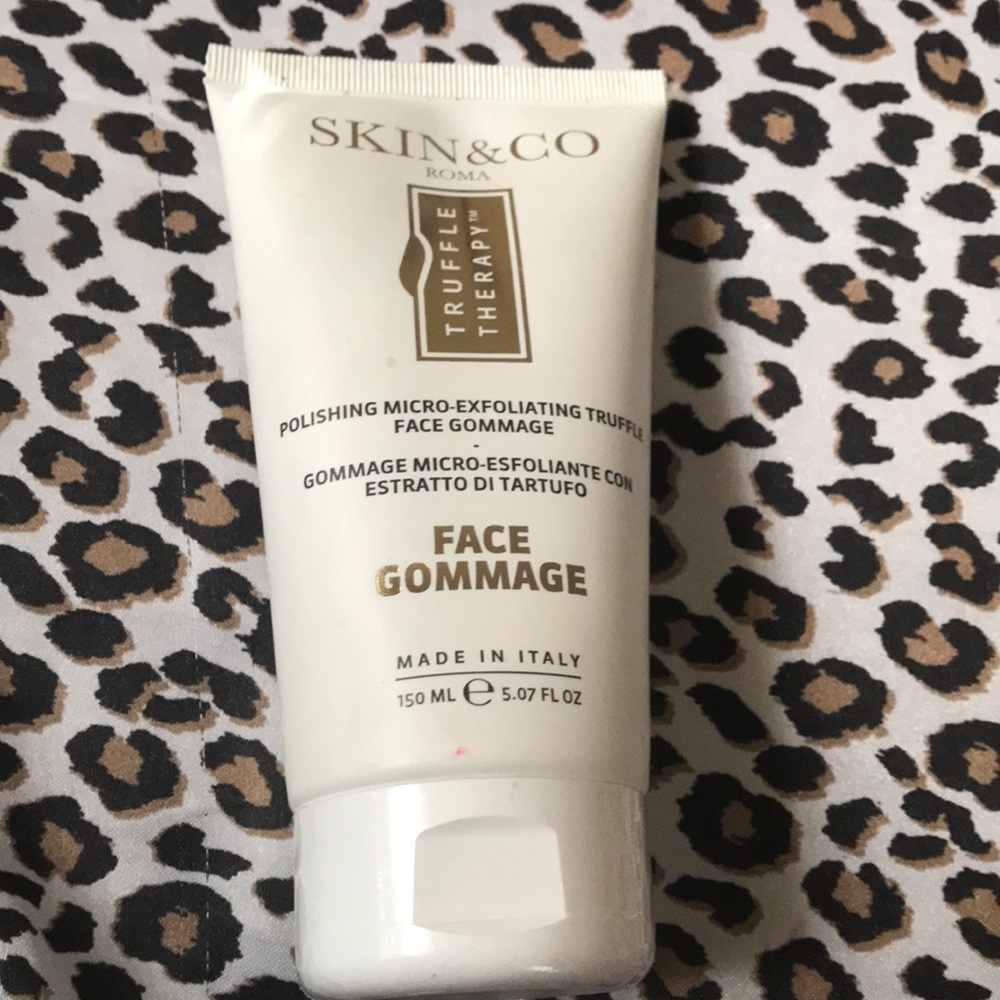 SKIN&CO
ROMA
TRUFFLE
THERAPY™
POLISHING MICRO-EXFOLIATING TRUFFLE
FACE GOMMAGE
-
GOMMAGE MICRO-ESFOLIANTE CON
ESTRATTO DI TARTUFO
FACE
GOMMAGE
MADE IN ITALY
150 ML ℮ 5.07 FL OZ